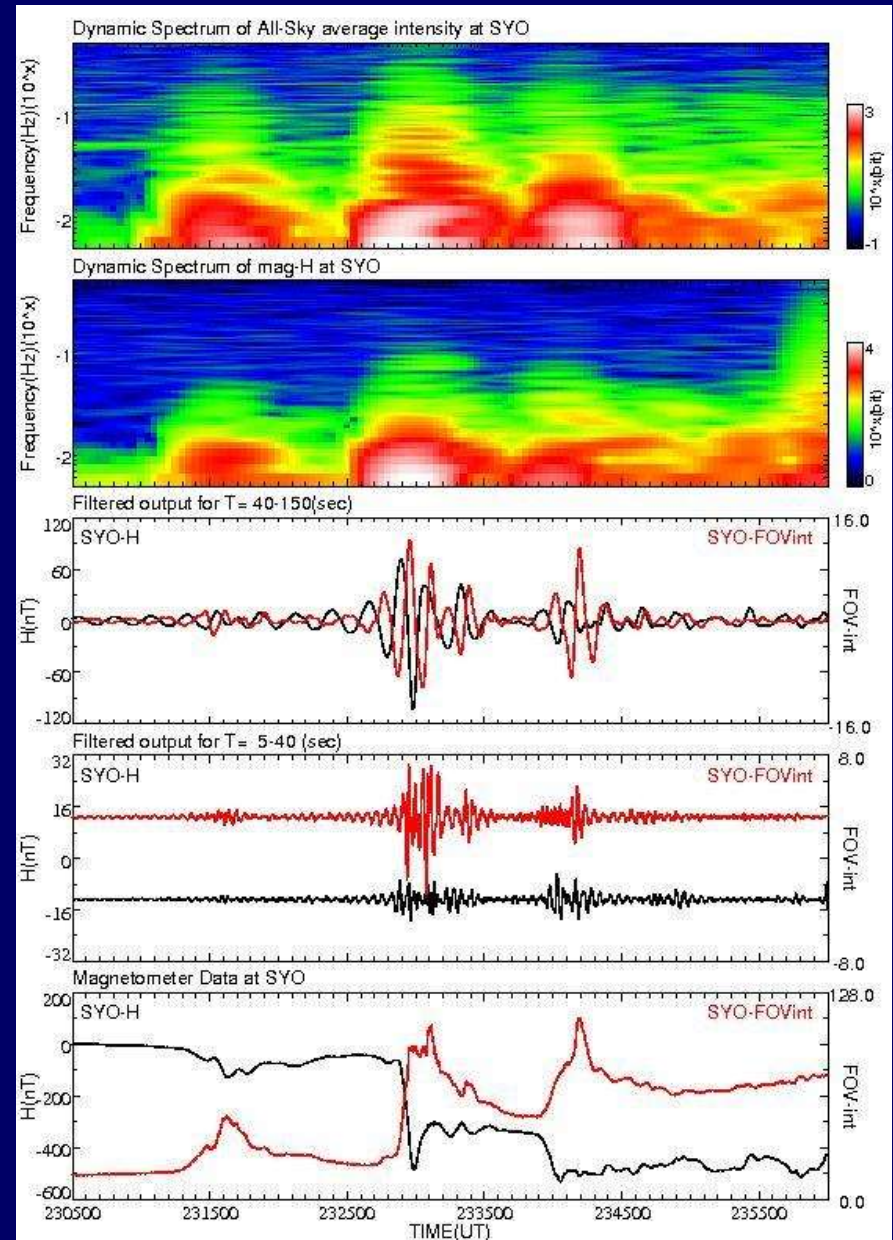 Dynamic Spectrum of All-Sky average intensity at SYO
Frequency(Hz)(10^x)
-1
-2
3
-1
10^x(bit)
Dynamic Spectrum of mag-H at SYO
Frequency(Hz)(10^x)
-1
-2
4
0
10^x(bit)
Filtered output for T= 40-150(sec)
SYO-H
SYO-FOVint
H(nT)
120
60
0
-60
-120
16.0
-16.0
FOV-int
Filtered output for T= 5-40 (sec)
SYO-H
SYO-FOVint
H(nT)
32
16
0
-16
-32
8.0
-8.0
FOV-int
Magnetometer Data at SYO
SYO-H
SYO-FOVint
H(nT)
200
0
-200
-400
-600
128.0
0.0
FOV-int
230500 231500 232500 233500 234500 235500
TIME(UT)